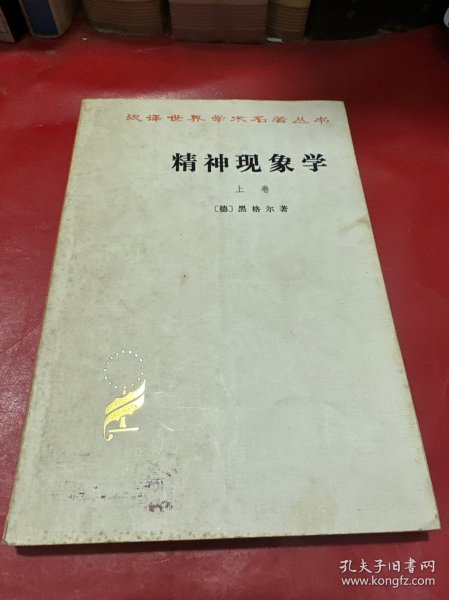 汉译世界学术名著丛书
精神现象学
上卷
〔德〕黑格尔著
孔夫子旧书网
www.kongfz.com